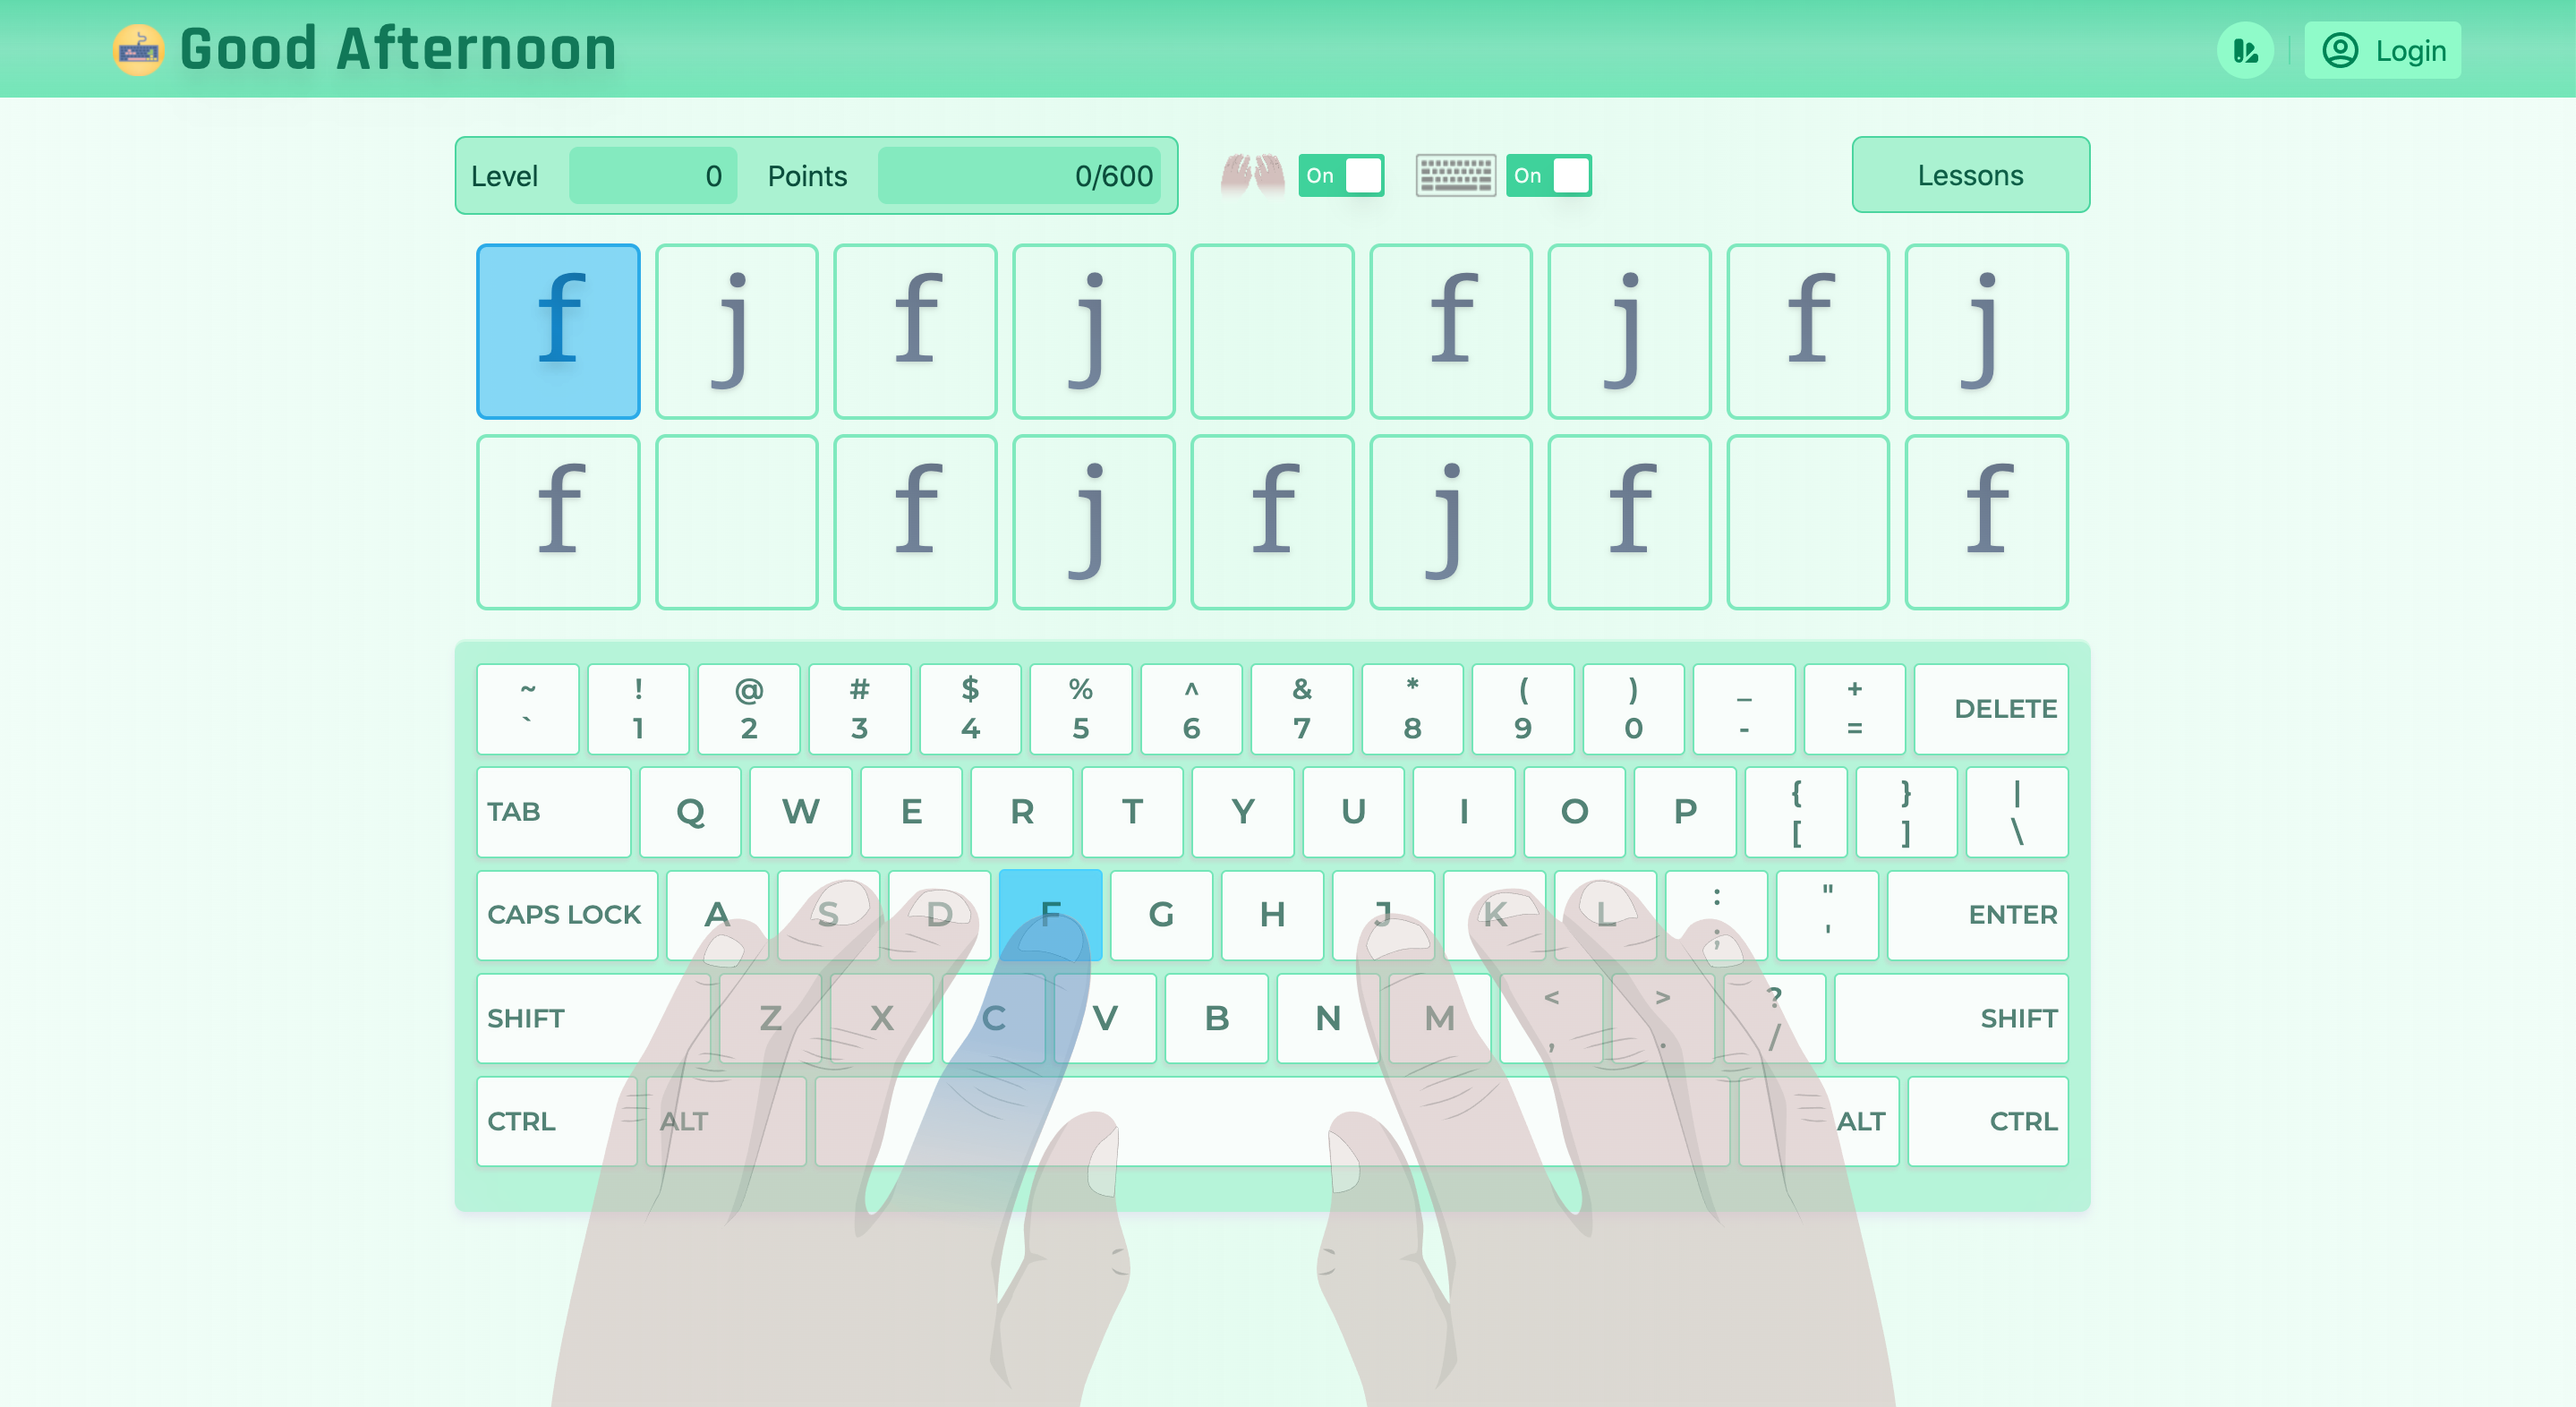 Good Afternoon
Login
Level 0 Points 0/600
On
On
Lessons
f j f j f j f j
f f j f j f f
~ ! @ # $ % ^ & * ( ) _ +
` 1 2 3 4 5 6 7 8 9 0 - = DELETE
TAB Q W E R T Y U I O P { } |
[ ] \
CAPS LOCK A S D F G H J K L : " ENTER
; '
SHIFT Z X C V B N M < > ? SHIFT
, . /
CTRL ALT ALT CTRL